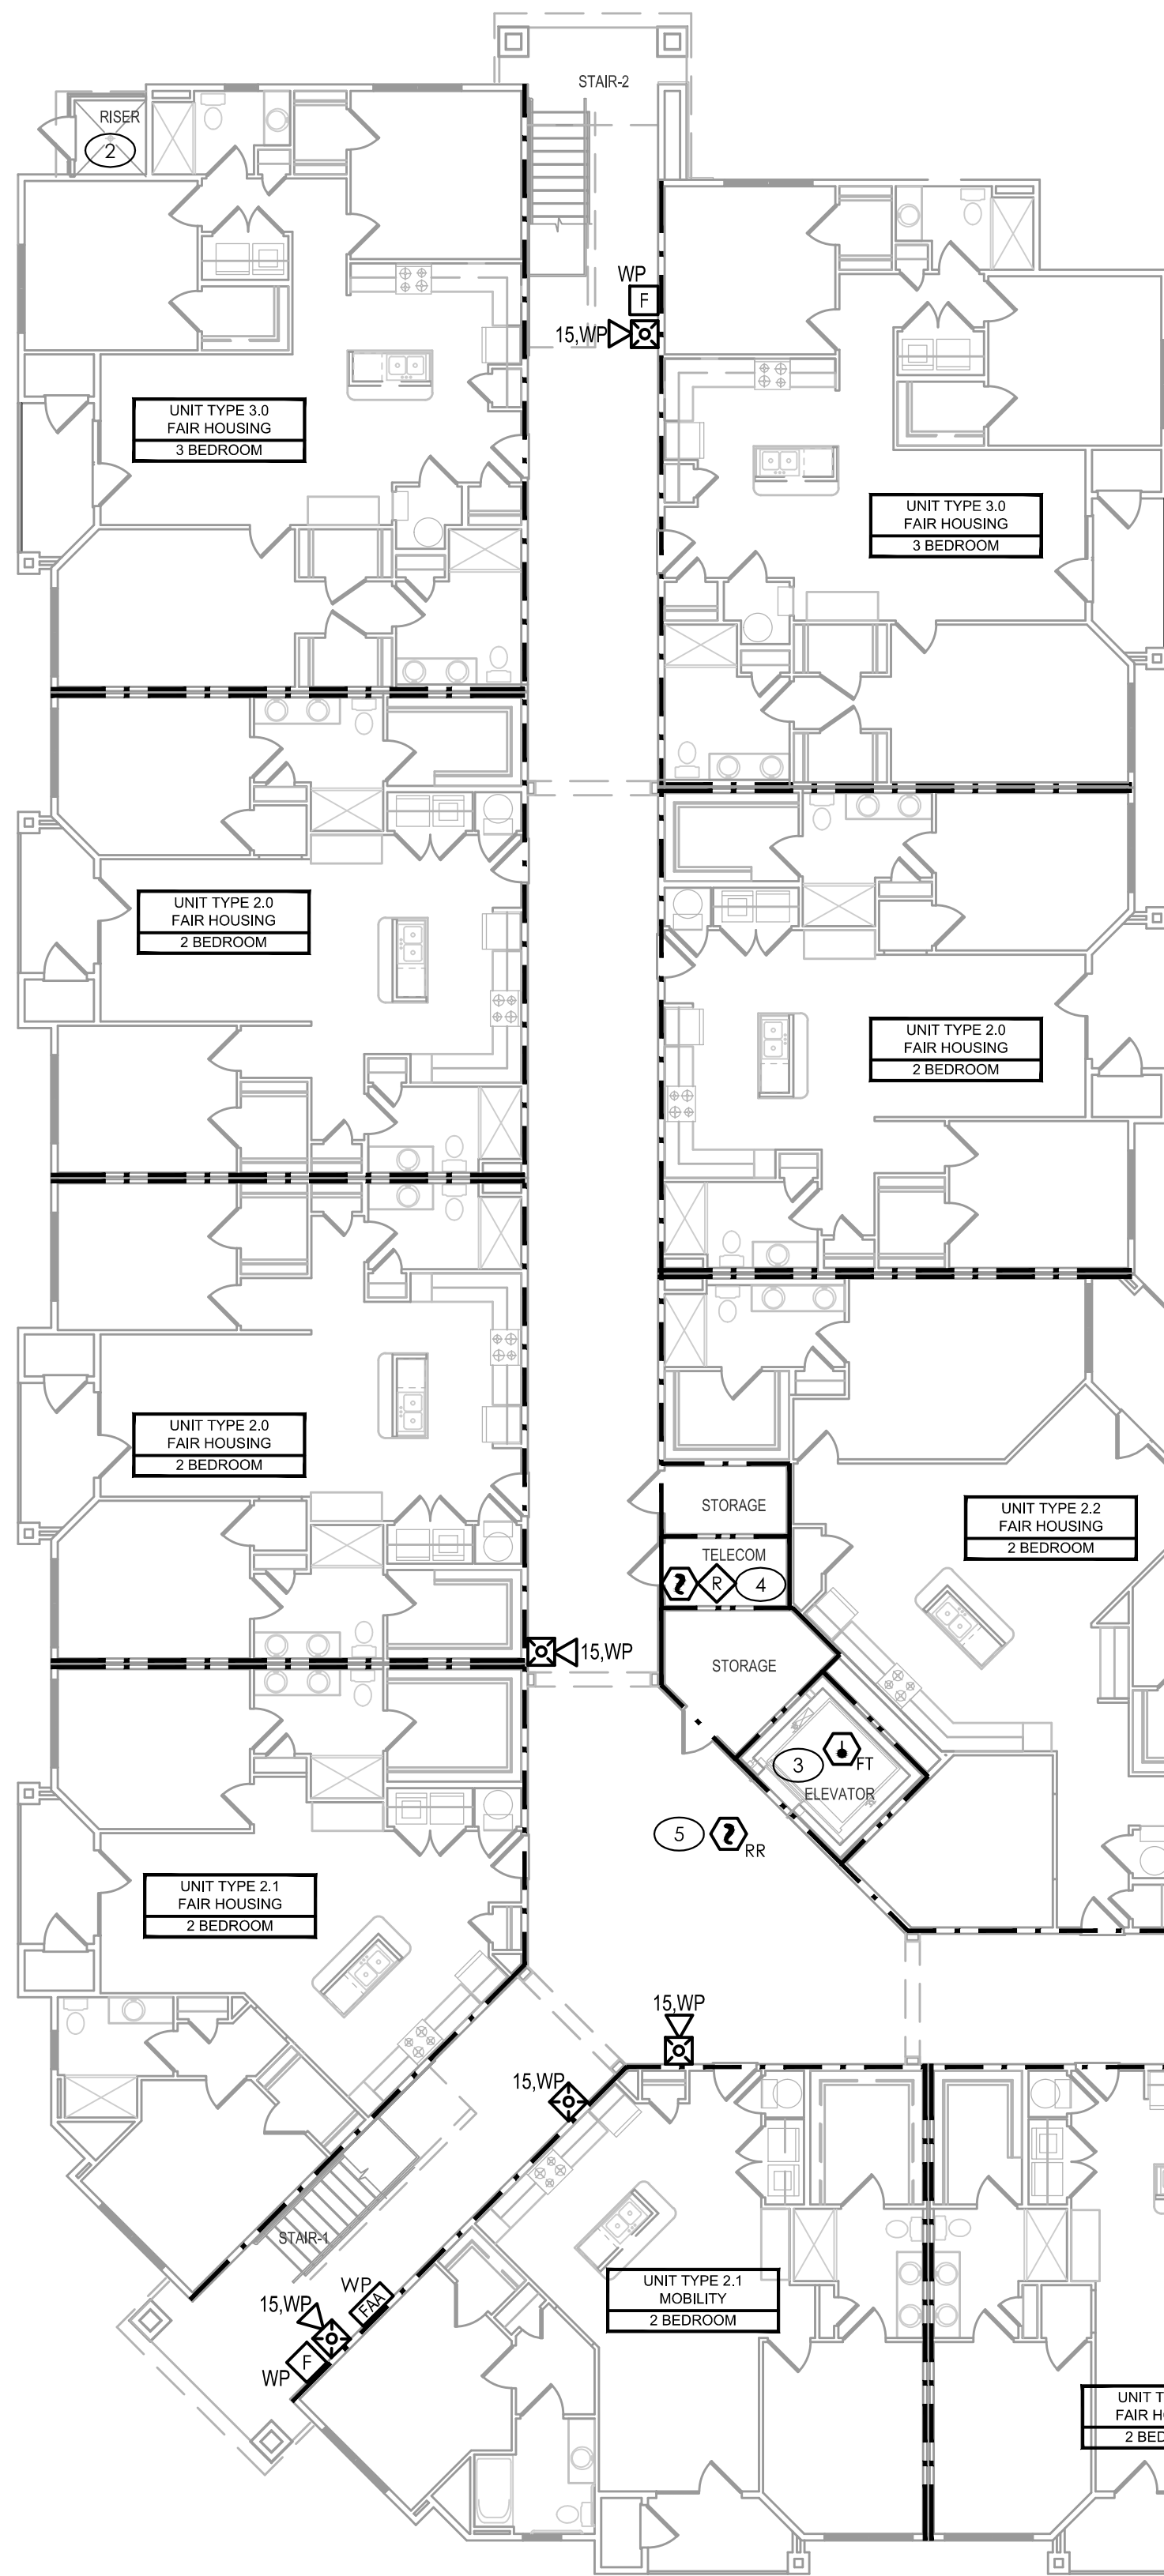 STAIR-2
RISER
2
WP
F
15,WP
UNIT TYPE 3.0
FAIR HOUSING
3 BEDROOM
UNIT TYPE 3.0
FAIR HOUSING
3 BEDROOM
UNIT TYPE 2.0
FAIR HOUSING
2 BEDROOM
UNIT TYPE 2.0
FAIR HOUSING
2 BEDROOM
UNIT TYPE 2.0
FAIR HOUSING
2 BEDROOM
STORAGE
UNIT TYPE 2.2
FAIR HOUSING
2 BEDROOM
TELECOM
R
4
15,WP
STORAGE
3
FT
ELEVATOR
5
RR
UNIT TYPE 2.1
FAIR HOUSING
2 BEDROOM
15,WP
15,WP
STAIR-1
UNIT TYPE 2.1
MOBILITY
2 BEDROOM
WP
FAA
15,WP
F
WP
UNIT T
FAIR H
2 BED